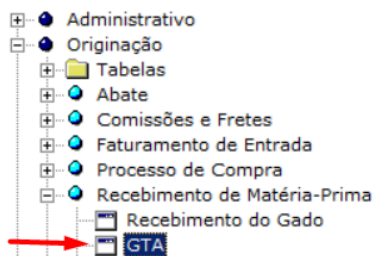 Administrativo
Originação
Tabelas
Abate
Comissões e Fretes
Faturamento de Entrada
Processo de Compra
Recebimento de Matéria-Prima
Recebimento do Gado
GTA